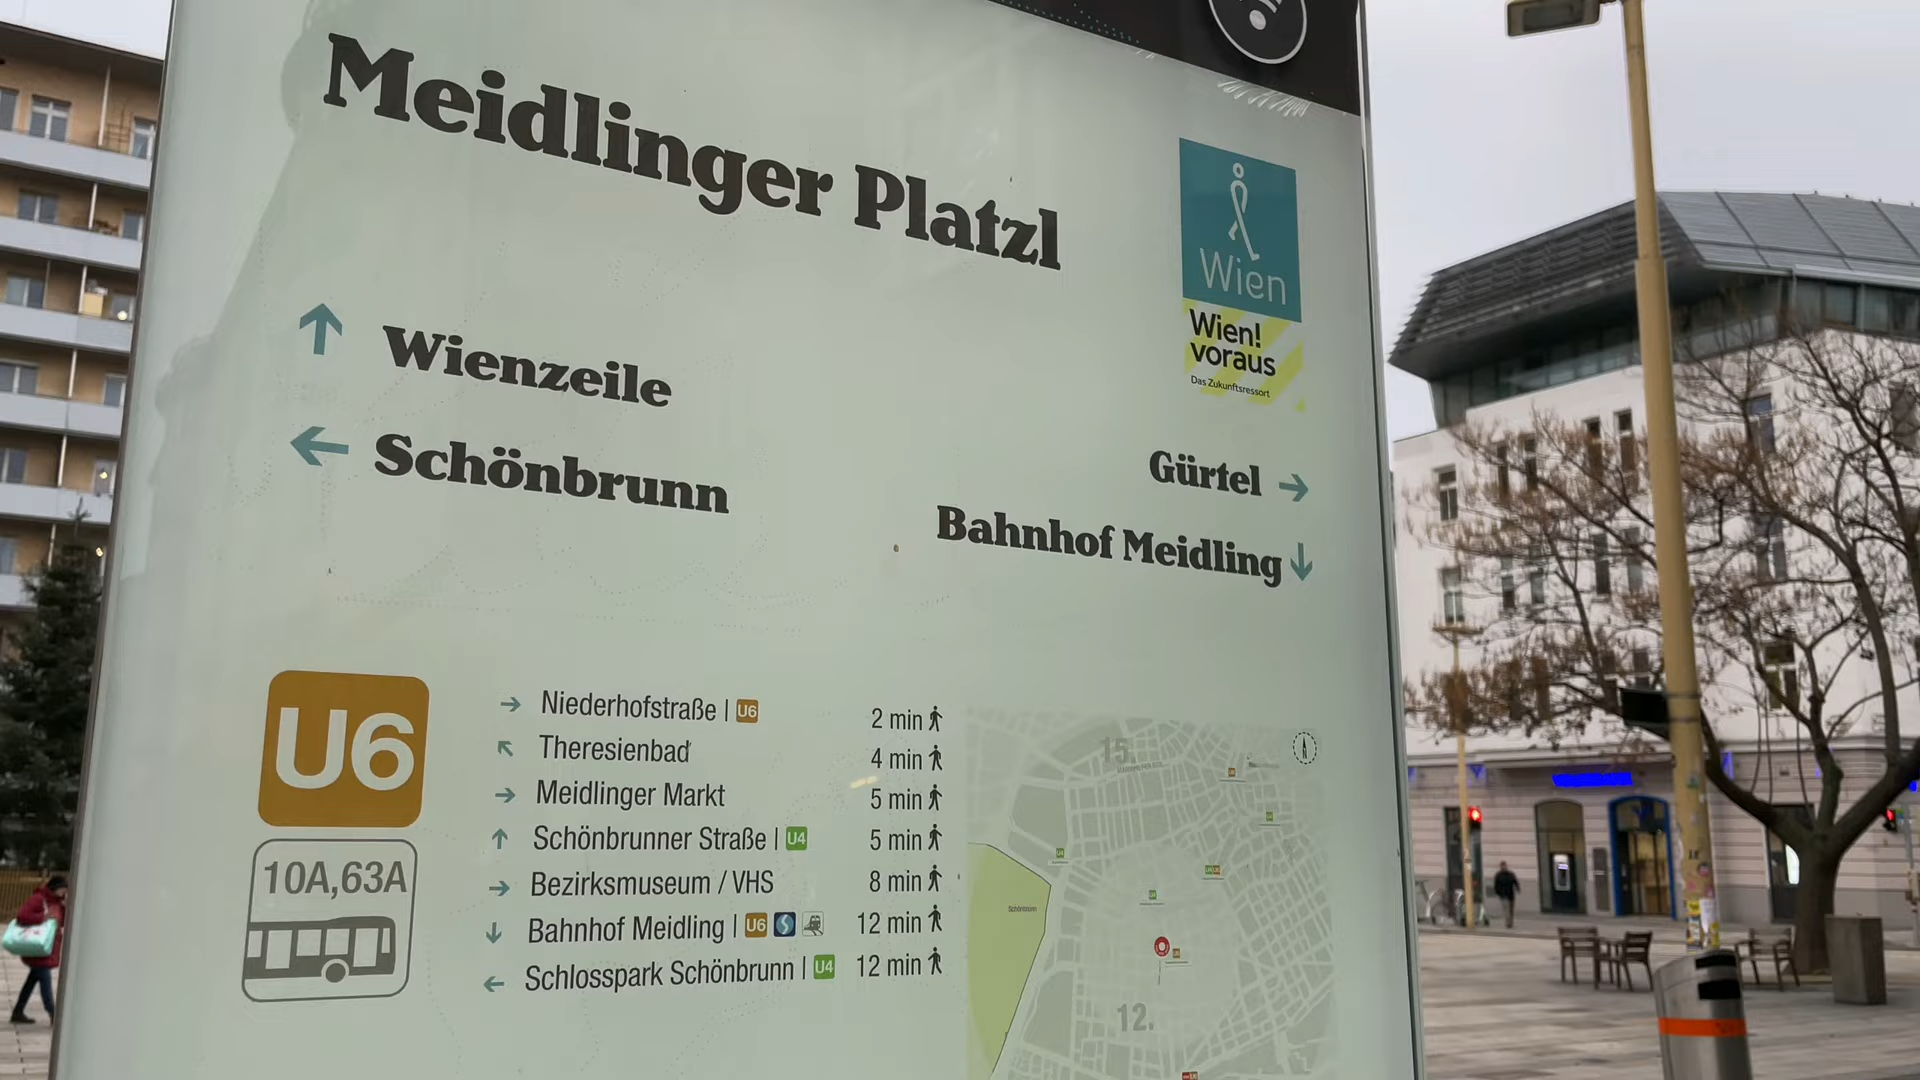 Meidlinger Platzl
Wien
Wien!
voraus
Das Zukunftsressort
↑ Wienzeile
← Schönbrunn
Gürtel →
Bahnhof Meidling ↓
U6
10A,63A
→ Niederhofstraße | U6 2 min
↖ Theresienbad 4 min
→ Meidlinger Markt 5 min
↑ Schönbrunner Straße | U4 5 min
→ Bezirksmuseum / VHS 8 min
↓ Bahnhof Meidling | U6 S 12 min
← Schlosspark Schönbrunn | U4 12 min
15.
Schönbrunn
12.